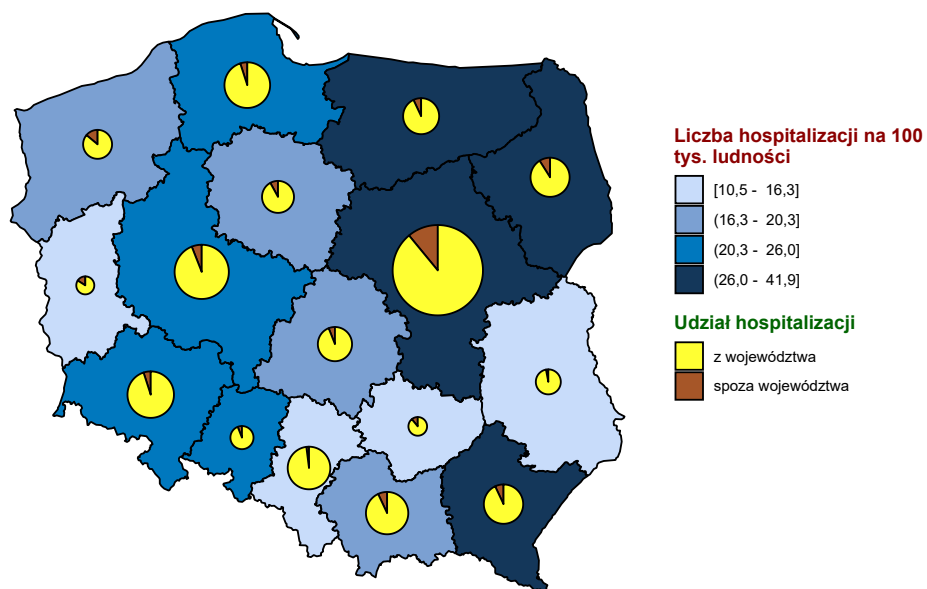 Liczba hospitalizacji na 100
tys. ludności
[10,5 - 16,3]
(16,3 - 20,3]
(20,3 - 26,0]
(26,0 - 41,9]
Udział hospitalizacji
z województwa
spoza województwa